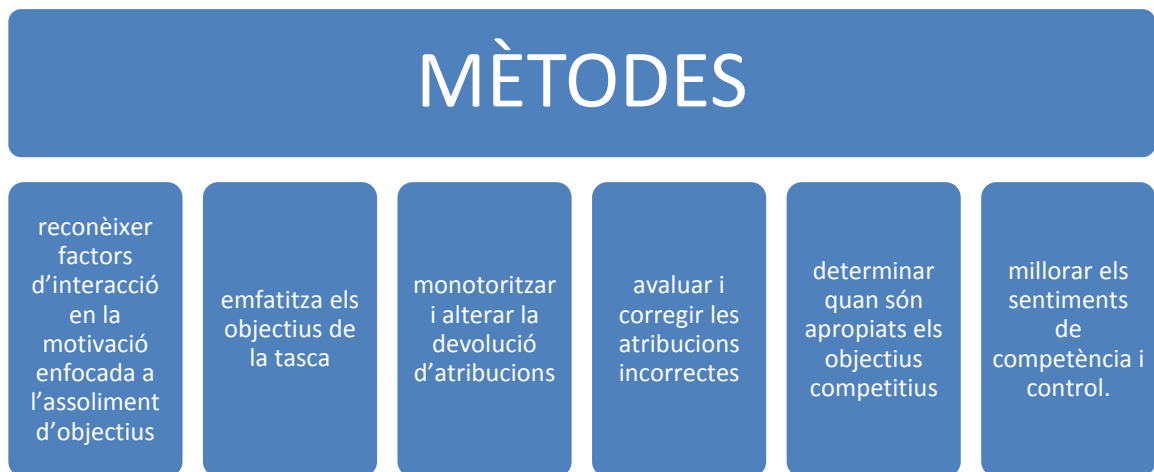 MÈTODES
reconèixer
factors
d’interacció
en la
motivació
enfocada a
l’assoliment
d’objectius
emfatitza els
objectius de
la tasca
monotoritzar
i alterar la
devolució
d’atribucions
avaluar i
corregir les
atribucions
incorrectes
determinar
quan són
apropiats els
objectius
competitius
millorar els
sentiments
de
competència i
control.